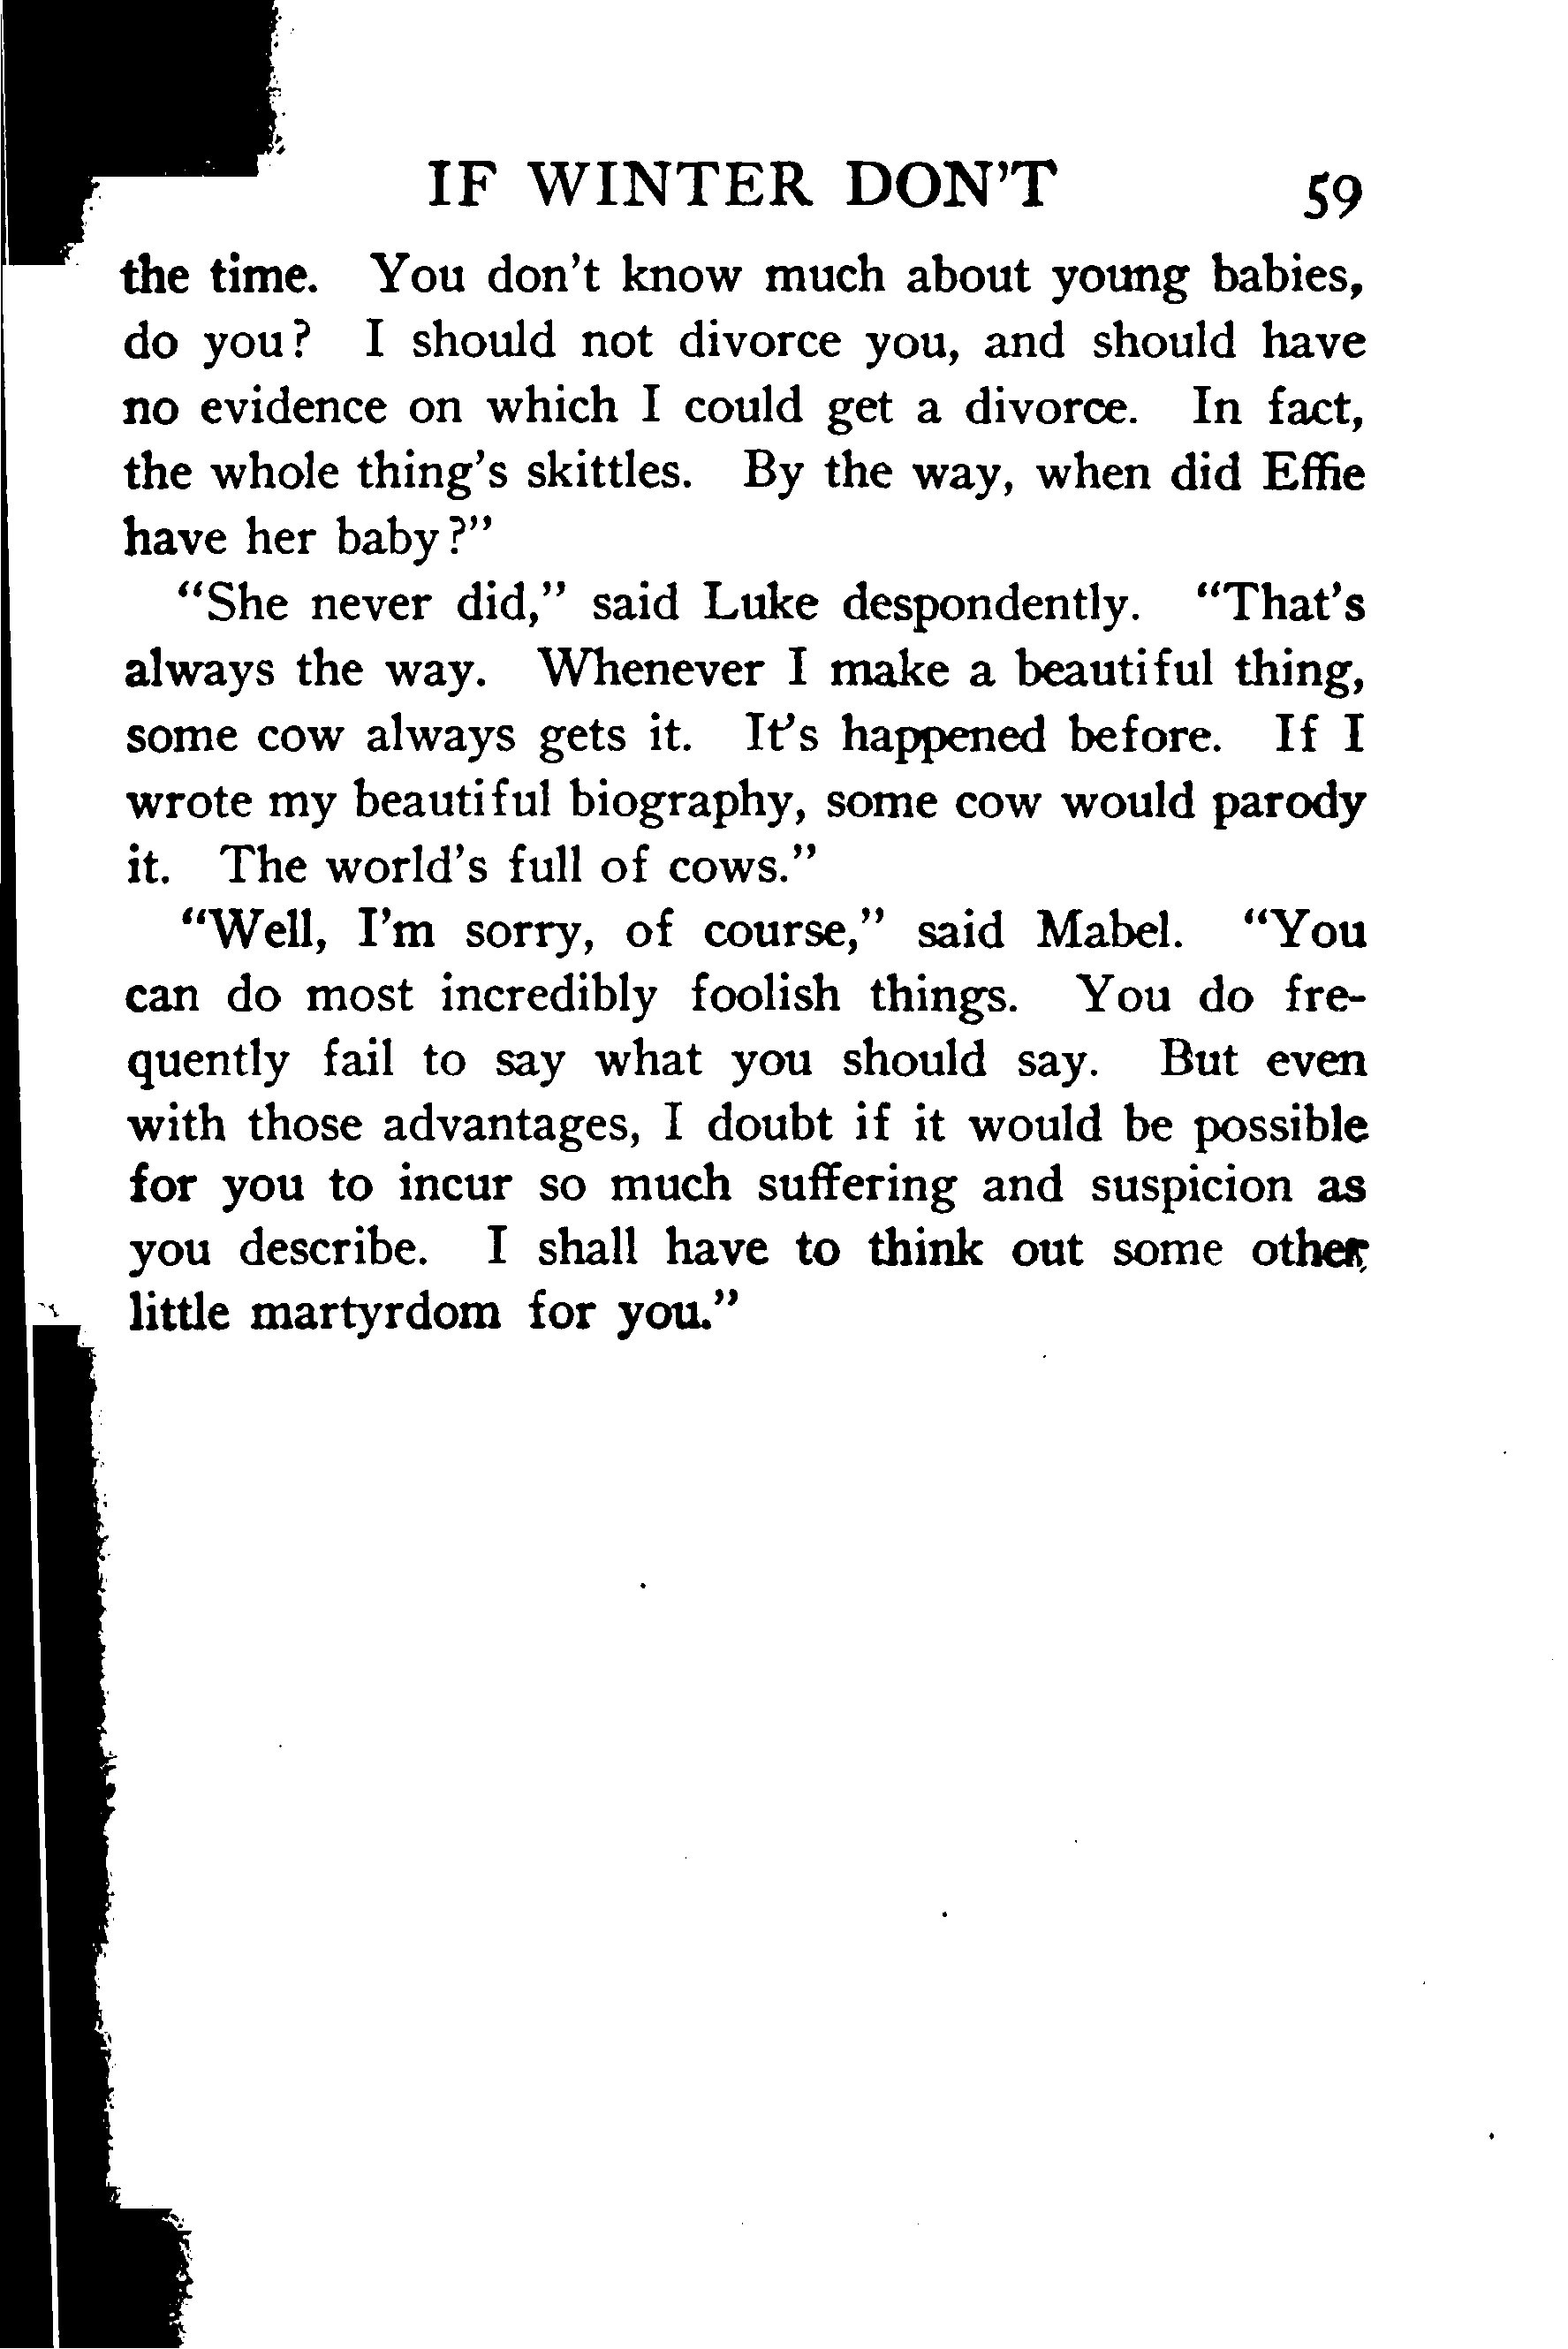 IF WINTER DON'T 59
the time. You don't know much about young babies,
do you? I should not divorce you, and should have
no evidence on which I could get a divorce. In fact,
the whole thing's skittles. By the way, when did Effie
have her baby?"
"She never did," said Luke despondently. "That's
always the way. Whenever I make a beautiful thing,
some cow always gets it. It's happened before. If I
wrote my beautiful biography, some cow would parody
it. The world's full of cows."
"Well, I'm sorry, of course," said Mabel. "You
can do most incredibly foolish things. You do fre-
quently fail to say what you should say. But even
with those advantages, I doubt if it would be possible
for you to incur so much suffering and suspicion as
you describe. I shall have to think out some other
little martyrdom for you."